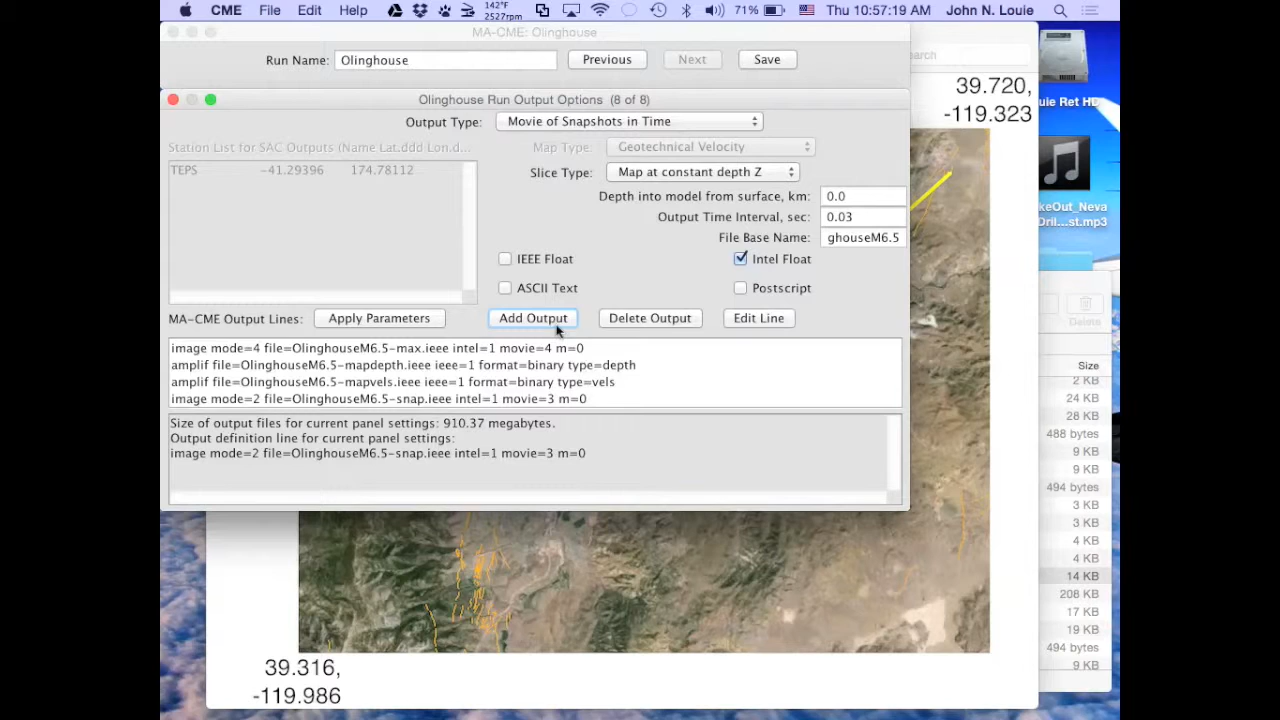 CME File Edit Help 142°F 2527rpm 71% Thu 10:57:19 AM John N. Louie
MA-CME: Olinghouse
Run Name: Olinghouse Previous Next Save
earch
39.720,
-119.323
uie Ret HD
Olinghouse Run Output Options (8 of 8)
Output Type: Movie of Snapshots in Time
Station List for SAC Outputs (Name Lat.ddd Lon.d...
TEPS -41.29396 174.78112
Map Type: Geotechnical Velocity
Slice Type: Map at constant depth Z
Depth into model from surface, km: 0.0
Output Time Interval, sec: 0.03
File Base Name: ghouseM6.5
IEEE Float Intel Float
ASCII Text Postscript
keOut_Neva
Dril...st.mp3
Delete
MA-CME Output Lines: Apply Parameters Add Output Delete Output Edit Line
image mode=4 file=OlinghouseM6.5-max.ieee intel=1 movie=4 m=0
amplif file=OlinghouseM6.5-mapdepth.ieee ieee=1 format=binary type=depth
amplif file=OlinghouseM6.5-mapvels.ieee ieee=1 format=binary type=vels
image mode=2 file=OlinghouseM6.5-snap.ieee intel=1 movie=3 m=0
Size of output files for current panel settings: 910.37 megabytes.
Output definition line for current panel settings:
image mode=2 file=OlinghouseM6.5-snap.ieee intel=1 movie=3 m=0
Size
2 KB
24 KB
28 KB
488 bytes
9 KB
9 KB
494 bytes
3 KB
3 KB
4 KB
4 KB
14 KB
208 KB
17 KB
19 KB
494 bytes
9 KB
39.316,
-119.986